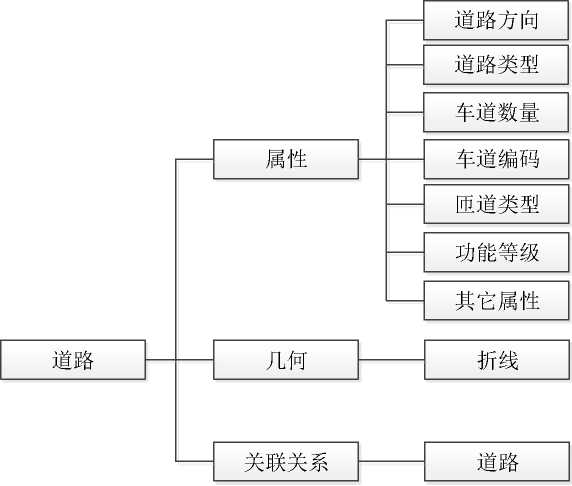 道路方向
道路类型
车道数量
属性
车道编码
匝道类型
功能等级
其它属性
道路
几何
折线
关联关系
道路